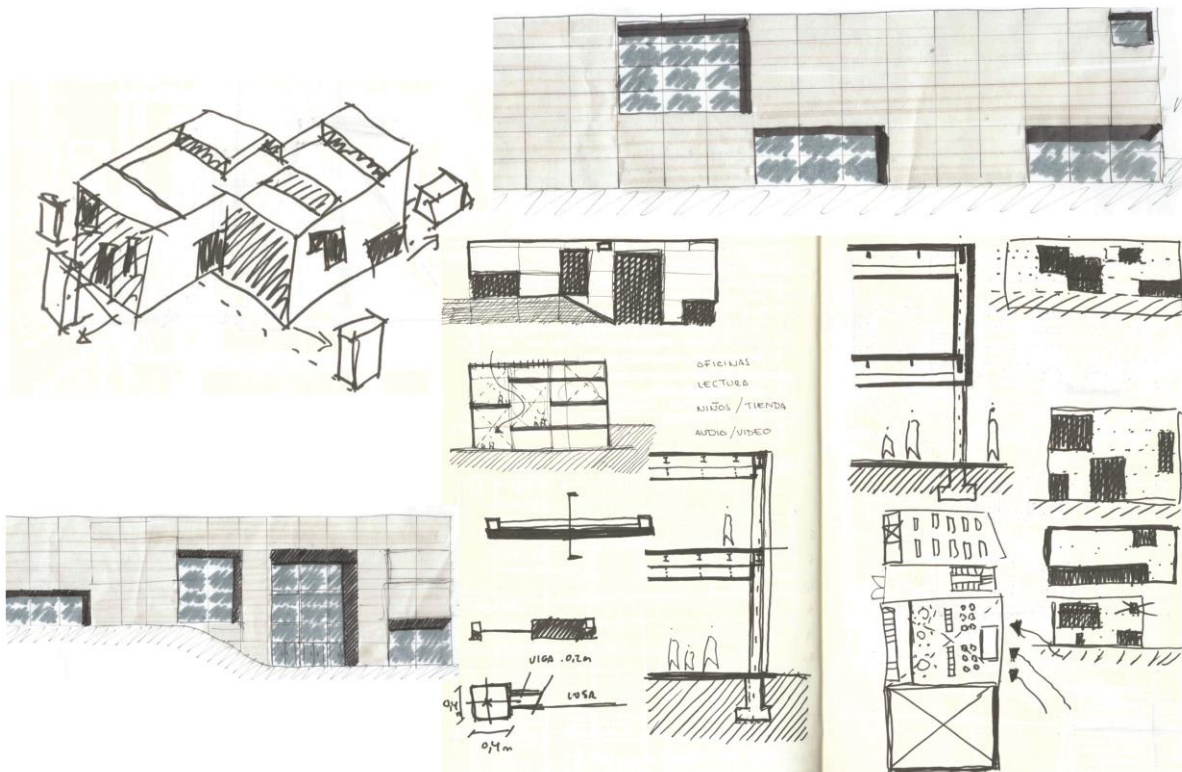 OFICINAS
LECTURA
NIÑOS / TIENDA
AUDIO/VIDEO
VIGA .0,2m
LOSA
0,4
0,4m